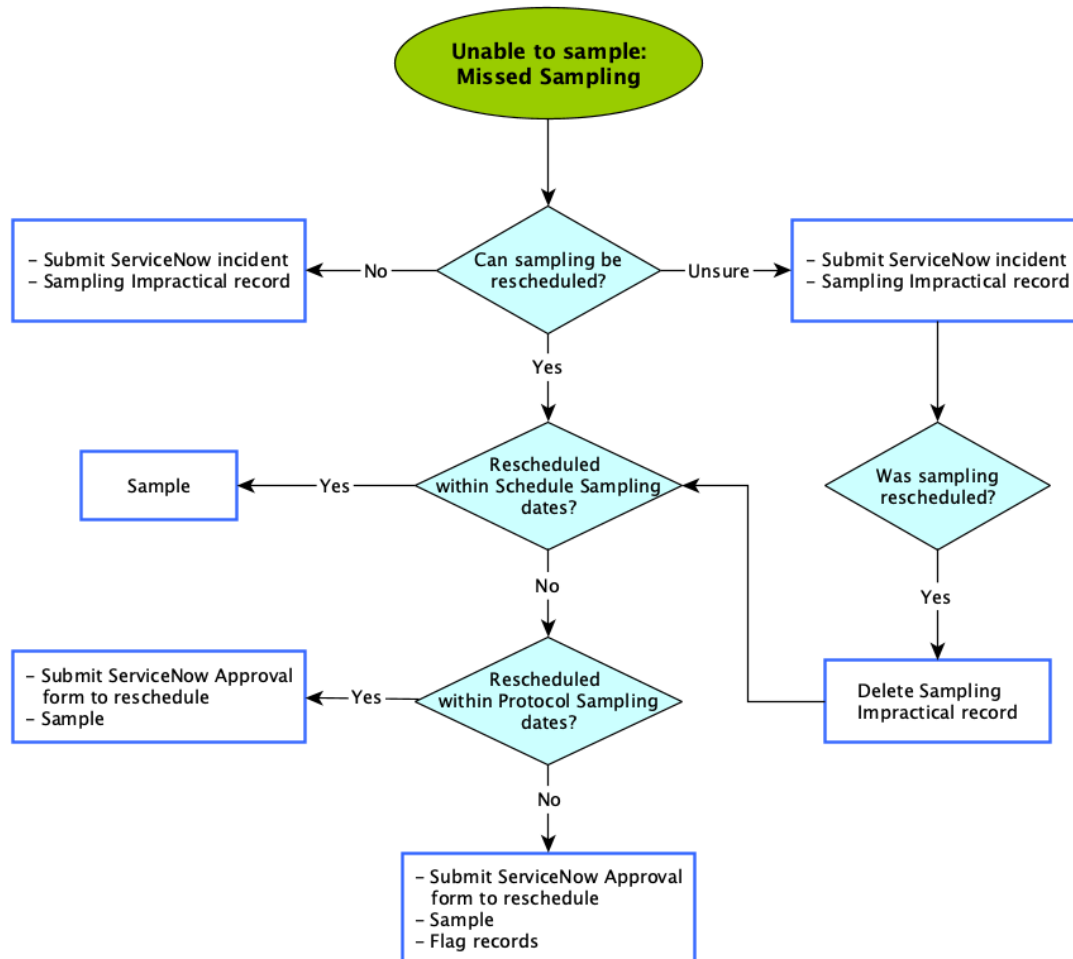 Unable to sample:
Missed Sampling
– Submit ServiceNow incident
– Sampling Impractical record
No
Can sampling be
rescheduled?
Unsure
– Submit ServiceNow incident
– Sampling Impractical record
Yes
Sample
Yes
Rescheduled
within Schedule Sampling
dates?
Was sampling
rescheduled?
No
Yes
– Submit ServiceNow Approval
form to reschedule
– Sample
Yes
Rescheduled
within Protocol Sampling
dates?
Delete Sampling
Impractical record
No
– Submit ServiceNow Approval
form to reschedule
– Sample
– Flag records